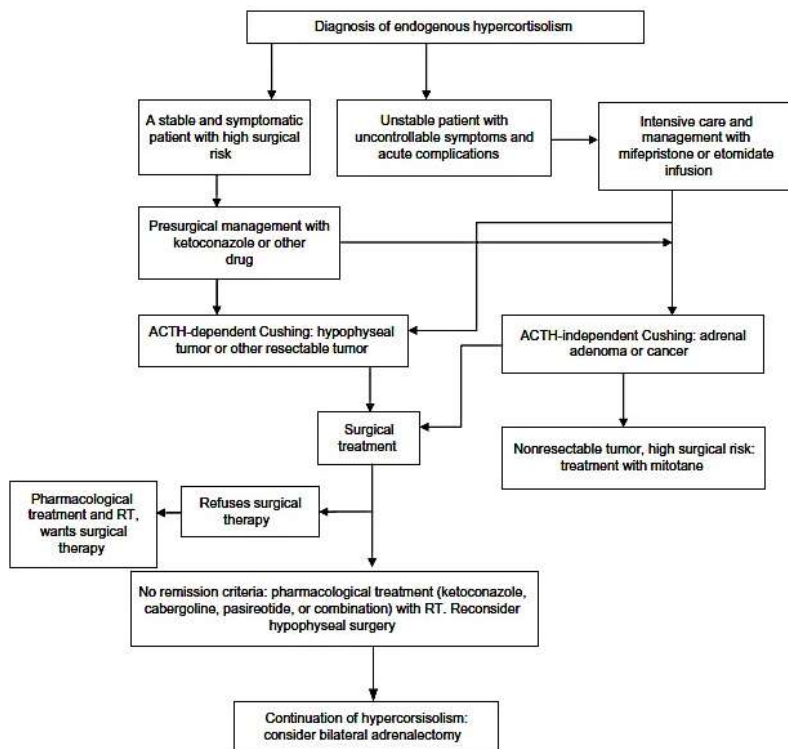 Diagnosis of endogenous hypercortisolism
A stable and symptomatic
patient with high surgical
risk
Unstable patient with
uncontrollable symptoms and
acute complications
Intensive care and
management with
mifepristone or etomidate
infusion
Presurgical management with
ketoconazole or other
drug
ACTH-dependent Cushing: hypophyseal
tumor or other resectable tumor
ACTH-independent Cushing: adrenal
adenoma or cancer
Surgical
treatment
Nonresectable tumor, high surgical risk:
treatment with mitotane
Pharmacological
treatment and RT,
wants surgical
therapy
Refuses surgical
therapy
No remission criteria: pharmacological treatment (ketoconazole,
cabergoline, pasireotide, or combination) with RT. Reconsider
hypophyseal surgery
Continuation of hypercorsisolism:
consider bilateral adrenalectomy